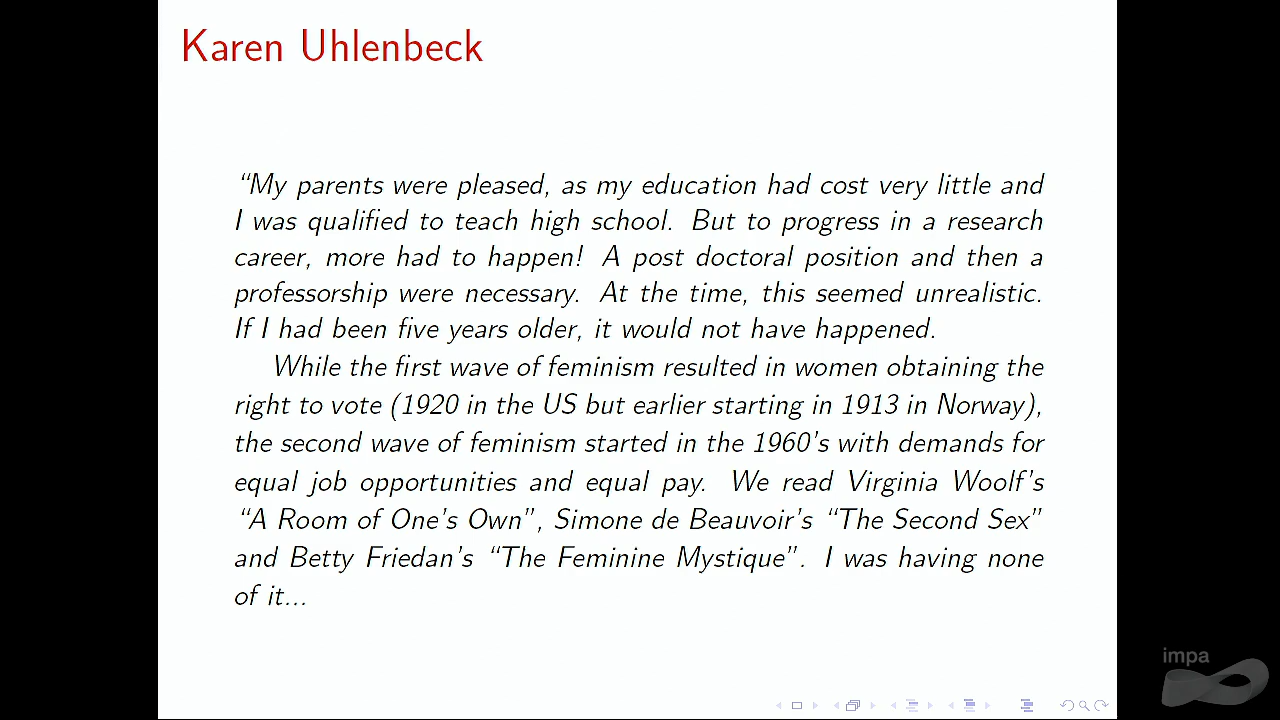 Karen Uhlenbeck
“My parents were pleased, as my education had cost very little and
I was qualified to teach high school. But to progress in a research
career, more had to happen! A post doctoral position and then a
professorship were necessary. At the time, this seemed unrealistic.
If I had been five years older, it would not have happened.
While the first wave of feminism resulted in women obtaining the
right to vote (1920 in the US but earlier starting in 1913 in Norway),
the second wave of feminism started in the 1960’s with demands for
equal job opportunities and equal pay. We read Virginia Woolf’s
“A Room of One’s Own”, Simone de Beauvoir’s “The Second Sex”
and Betty Friedan’s “The Feminine Mystique”. I was having none
of it...
impa